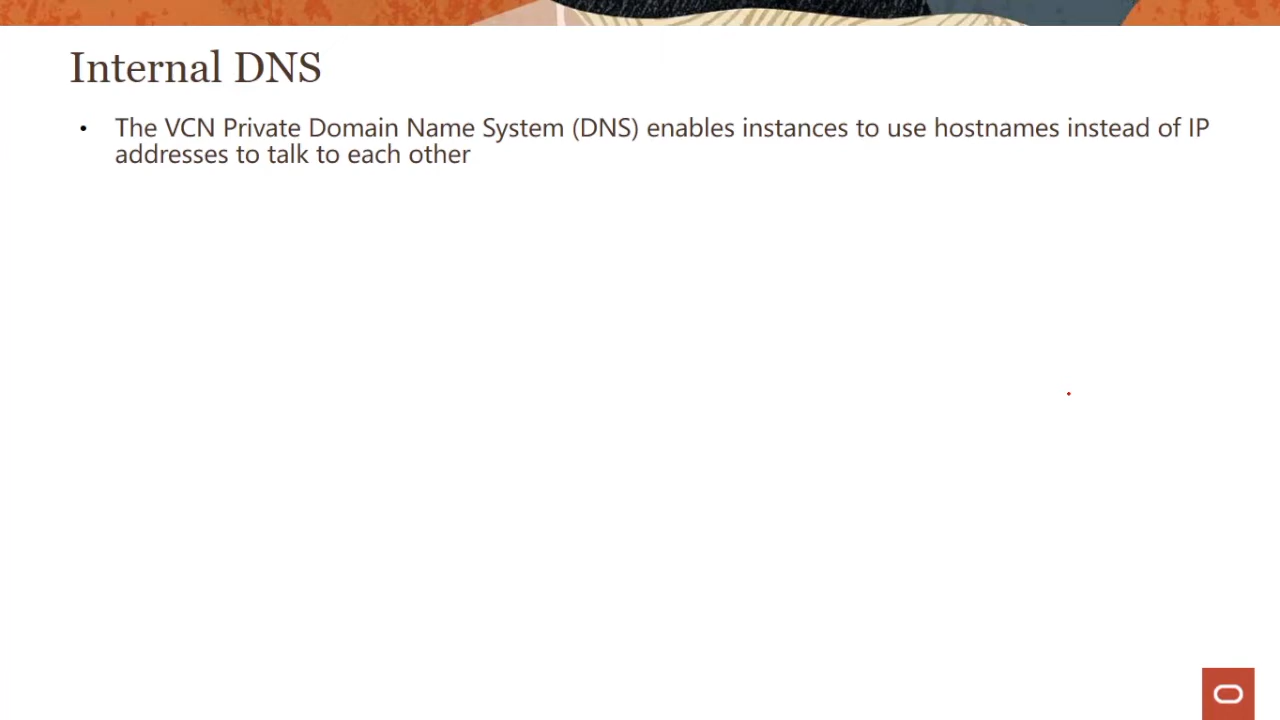 Internal DNS
• The VCN Private Domain Name System (DNS) enables instances to use hostnames instead of IP
addresses to talk to each other